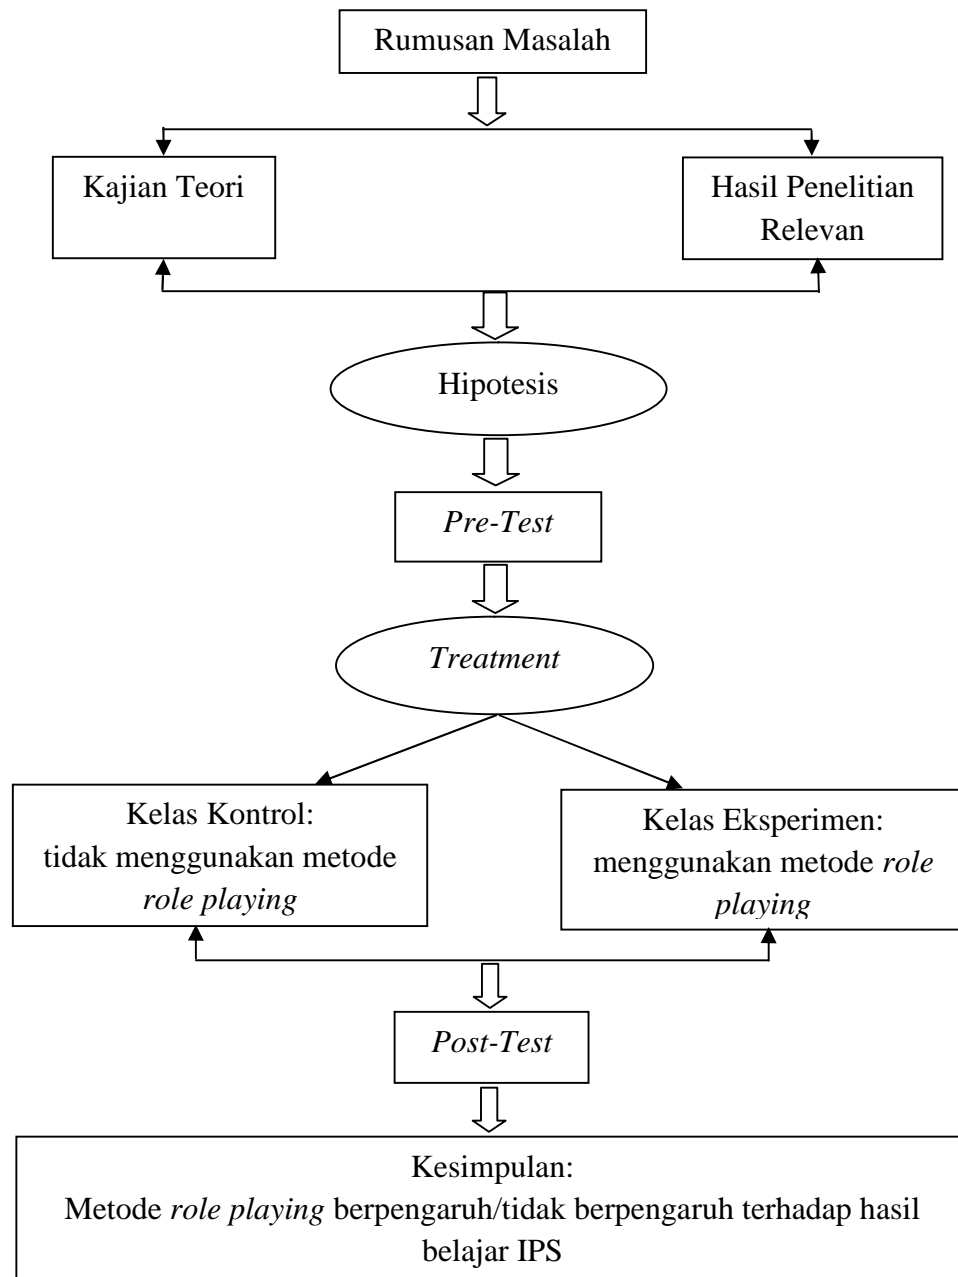 Rumusan Masalah
Kajian Teori
Hasil Penelitian
Relevan
Hipotesis
Pre-Test
Treatment
Kelas Kontrol:
tidak menggunakan metode
role playing
Kelas Eksperimen:
menggunakan metode role
playing
Post-Test
Kesimpulan:
Metode role playing berpengaruh/tidak berpengaruh terhadap hasil
belajar IPS